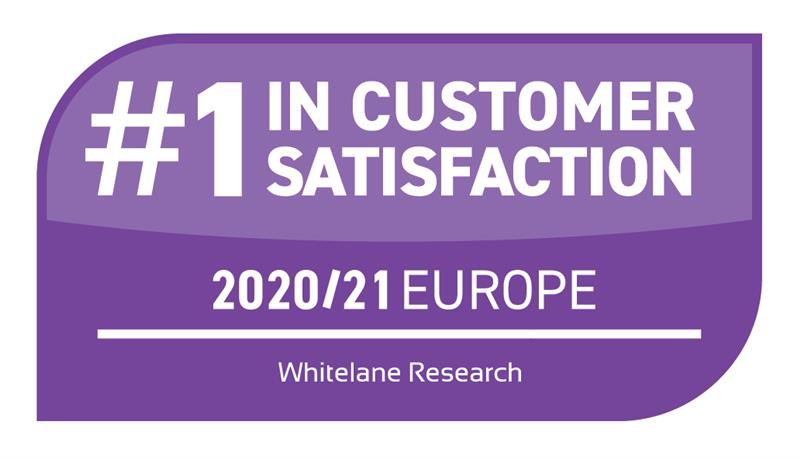 #1 IN CUSTOMER
SATISFACTION
2020/21 EUROPE
Whitelane Research